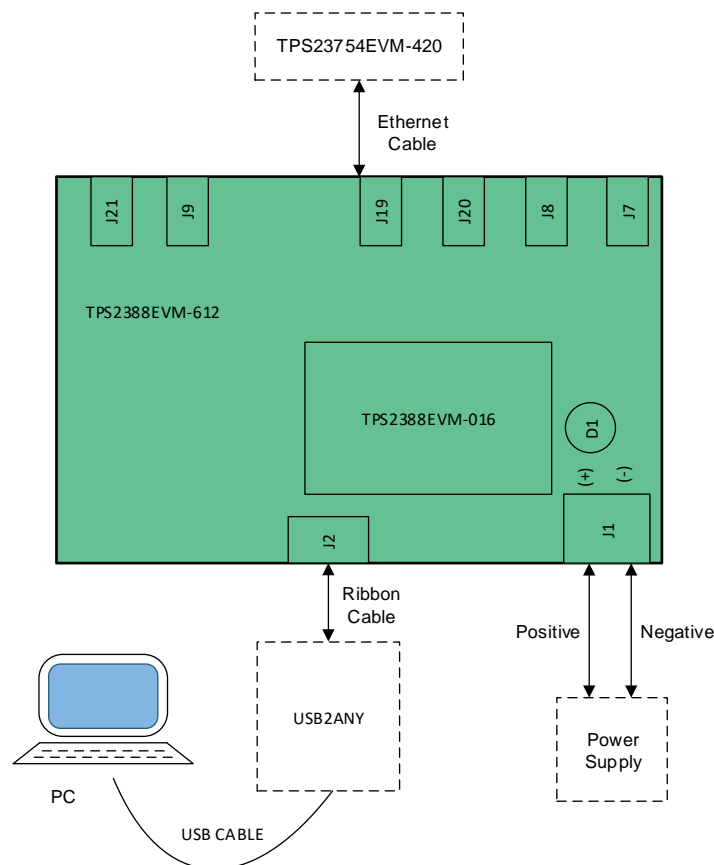 TPS23754EVM-420
Ethernet
Cable
J21
J9
J19
J20
J8
J7
TPS2388EVM-612
TPS2388EVM-016
D1
(+)
(-)
J2
J1
Ribbon
Cable
Positive
Negative
USB2ANY
Power
Supply
PC
USB CABLE